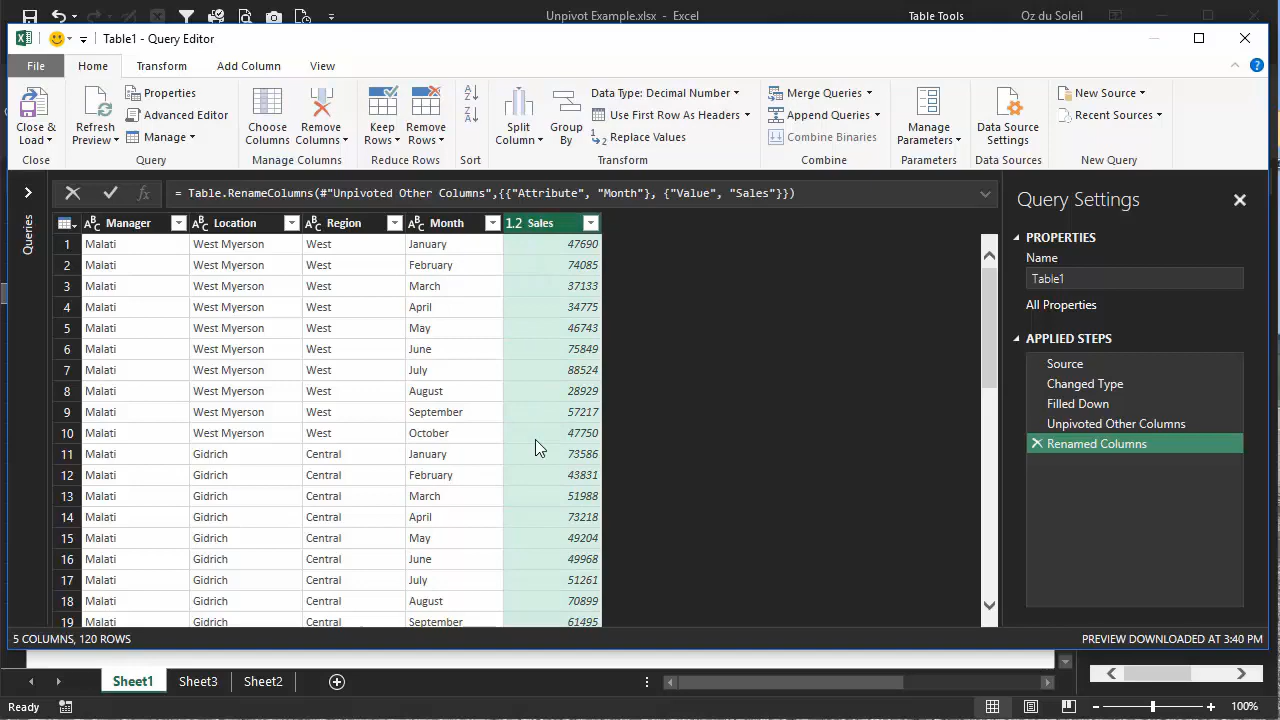 Unpivot Example.xlsx - Excel
Table Tools
Oz du Soleil
Table1 - Query Editor
File Home Transform Add Column View
Close & Load
Close
Refresh Preview
Properties
Advanced Editor
Manage
Query
Choose Columns
Remove Columns
Manage Columns
Keep Rows
Remove Rows
Reduce Rows
Sort
Split Column
Group By
Data Type: Decimal Number
Use First Row As Headers
Replace Values
Transform
Merge Queries
Append Queries
Combine Binaries
Combine
Manage Parameters
Parameters
Data Source Settings
Data Sources
New Source
Recent Sources
New Query
Queries
fx = Table.RenameColumns(#"Unpivoted Other Columns",{{"Attribute", "Month"}, {"Value", "Sales"}})
Manager Location Region Month 1.2 Sales
1 Malati West Myerson West January 47690
2 Malati West Myerson West February 74085
3 Malati West Myerson West March 37133
4 Malati West Myerson West April 34775
5 Malati West Myerson West May 46743
6 Malati West Myerson West June 75849
7 Malati West Myerson West July 88524
8 Malati West Myerson West August 28929
9 Malati West Myerson West September 57217
10 Malati West Myerson West October 47750
11 Malati Gidrich Central January 73586
12 Malati Gidrich Central February 43831
13 Malati Gidrich Central March 51988
14 Malati Gidrich Central April 73218
15 Malati Gidrich Central May 49204
16 Malati Gidrich Central June 49968
17 Malati Gidrich Central July 51261
18 Malati Gidrich Central August 70899
19 Malati Gidrich Central September 61495
Query Settings
PROPERTIES
Name
Table1
All Properties
APPLIED STEPS
Source
Changed Type
Filled Down
Unpivoted Other Columns
Renamed Columns
5 COLUMNS, 120 ROWS
PREVIEW DOWNLOADED AT 3:40 PM
Sheet1 Sheet3 Sheet2
Ready
100%